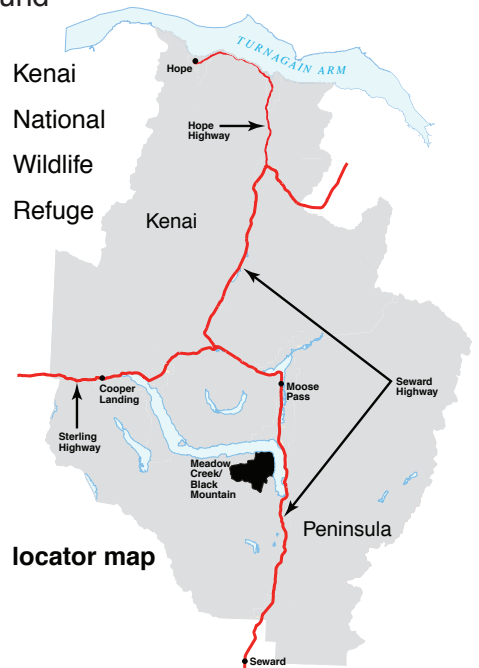 und
TURNAGAIN ARM
Hope
Kenai
National
Wildlife
Refuge
Hope
Highway
Kenai
Cooper
Landing
Moose
Pass
Seward
Highway
Sterling
Highway
Meadow
Creek/
Black
Mountain
Peninsula
locator map
Seward